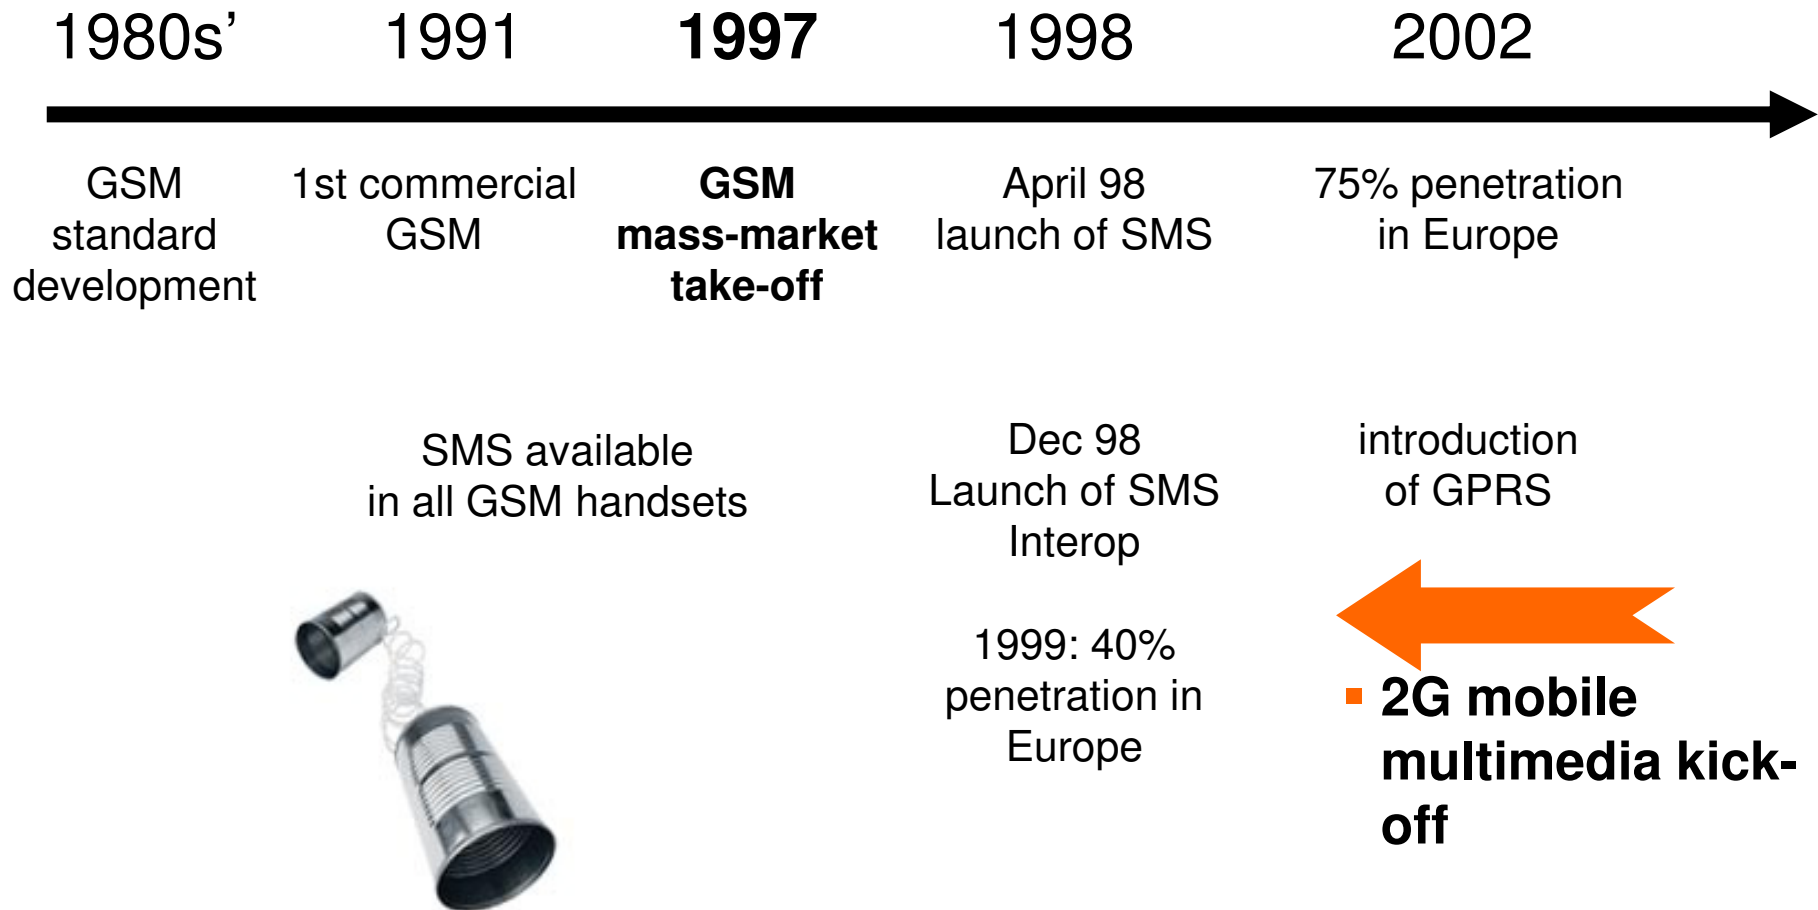 1980s’ 1991 1997 1998 2002
GSM
standard
development
1st commercial
GSM
GSM
mass-market
take-off
April 98
launch of SMS
75% penetration
in Europe
SMS available
in all GSM handsets
Dec 98
Launch of SMS
Interop
1999: 40%
penetration in
Europe
introduction
of GPRS
▪ 2G mobile
multimedia kick-
off